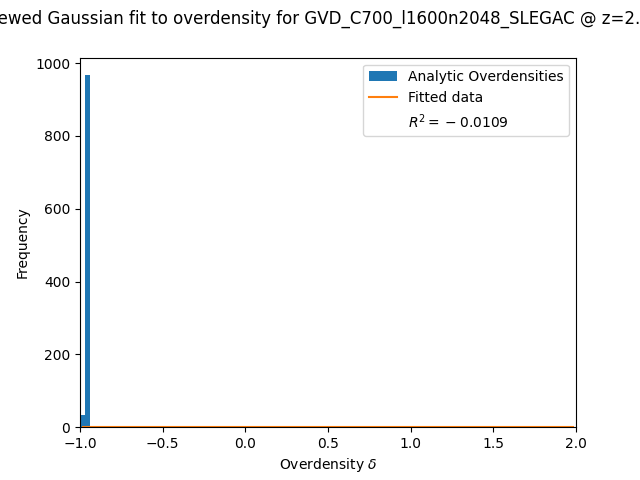 ewed Gaussian fit to overdensity for GVD_C700_l1600n2048_SLEGAC @ z=2.
Analytic Overdensities
Fitted data
R² = − 0.0109
1000
800
600
400
200
0
Frequency
−1.0 −0.5 0.0 0.5 1.0 1.5 2.0
Overdensity δ